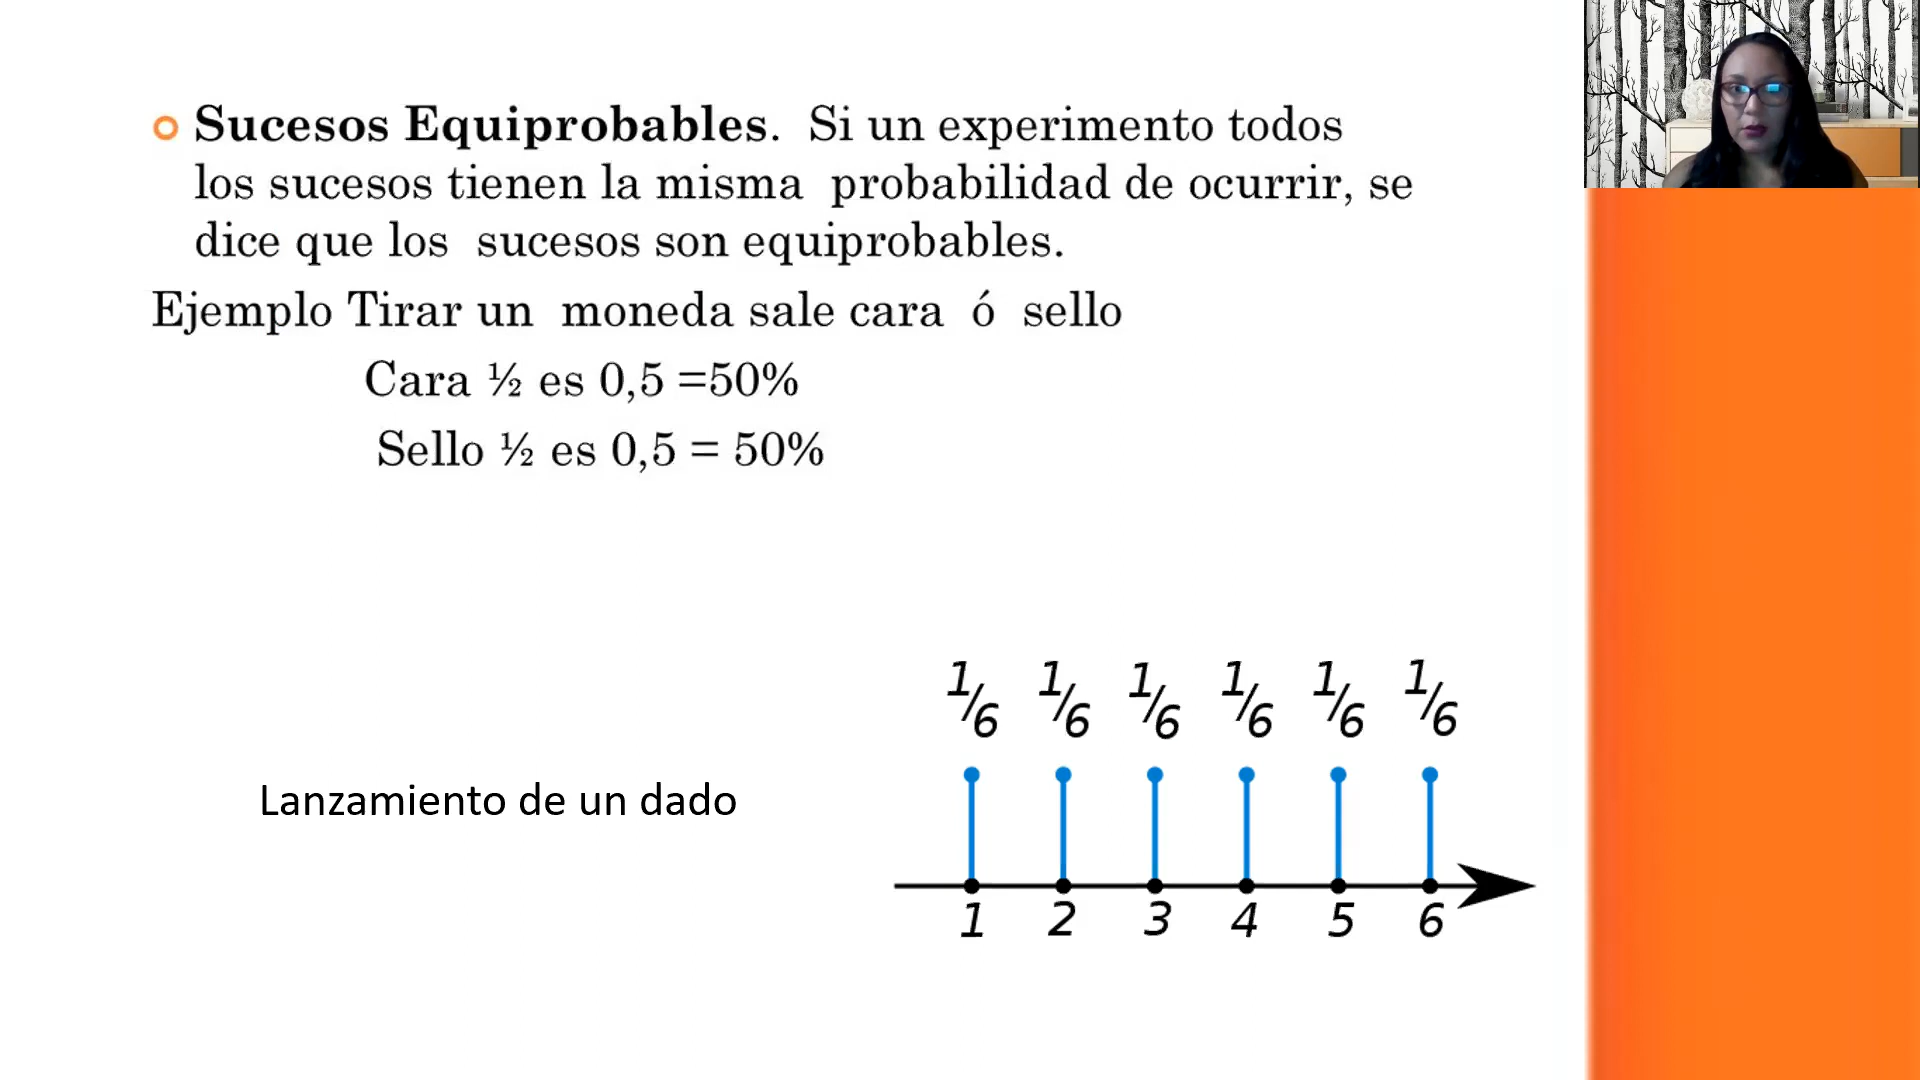 Sucesos Equiprobables. Si un experimento todos
los sucesos tienen la misma probabilidad de ocurrir, se
dice que los sucesos son equiprobables.
Ejemplo Tirar un moneda sale cara ó sello
Cara ½ es 0,5 =50%
Sello ½ es 0,5 = 50%
1/6 1/6 1/6 1/6 1/6 1/6
Lanzamiento de un dado
1 2 3 4 5 6